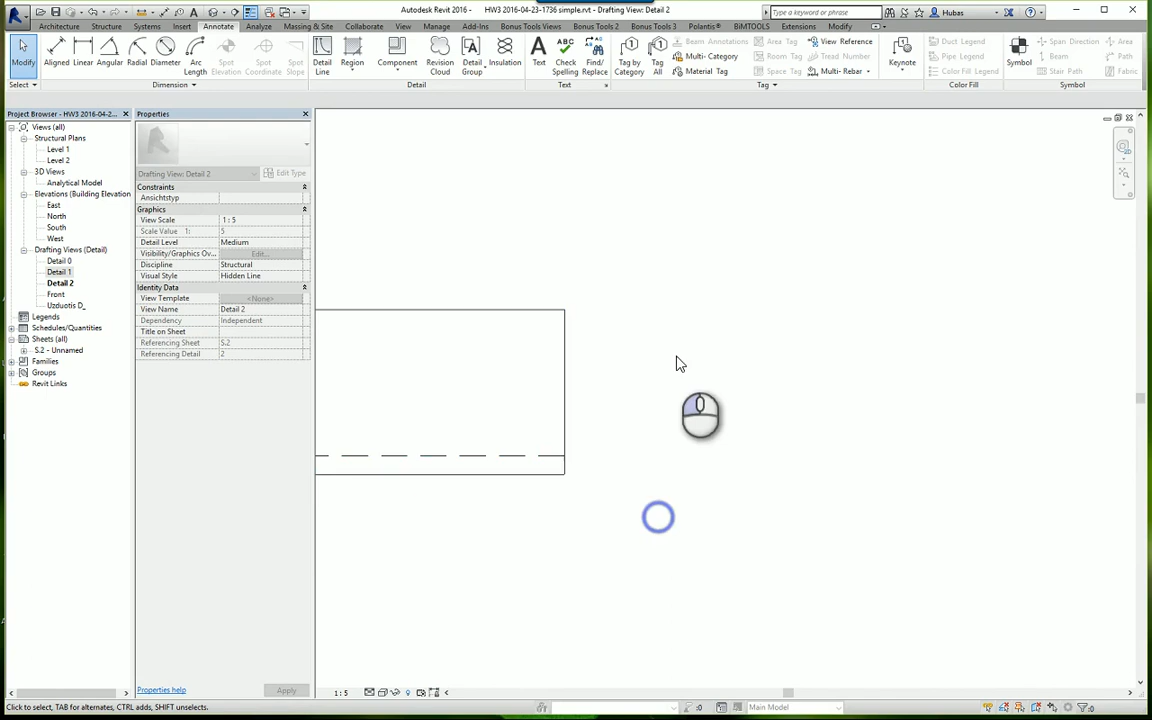 Autodesk Revit 2016 - HW3 2016-04-23-1736 simple.rvt - Drafting View: Detail 2
Type a keyword or phrase
Hubas
Architecture Structure Systems Insert Annotate Analyze Massing & Site Collaborate View Manage Add-Ins Bonus Tools Views Bonus Tools 2 Bonus Tools 3 Polantis® BiMTOOLS Extensions Modify
Modify Aligned Linear Angular Radial Diameter Arc Length Spot Elevation Spot Coordinate Spot Slope Detail Line Region Component Revision Cloud Detail Group Insulation Text Check Spelling Find/ Replace Tag by Category Tag All Beam Annotations Multi- Category Material Tag Area Tag Room Tag Space Tag View Reference Tread Number Multi- Rebar Keynote Duct Legend Pipe Legend Color Fill Legend Symbol Span Direction Beam Stair Path Area Path Fabric
Select Dimension Detail Text Tag Color Fill Symbol
Project Browser - HW3 2016-04-2...
Views (all)
Structural Plans
Level 1
Level 2
3D Views
Analytical Model
Elevations (Building Elevation
East
North
South
West
Drafting Views (Detail)
Detail 0
Detail 1
Detail 2
Front
Uzduotis D_
Legends
Schedules/Quantities
Sheets (all)
S.2 - Unnamed
Families
Groups
Revit Links
Properties
Drafting View: Detail 2 Edit Type
Constraints
Ansichtstyp
Graphics
View Scale 1 : 5
Scale Value 1: 5
Detail Level Medium
Visibility/Graphics Ov... Edit...
Discipline Structural
Visual Style Hidden Line
Identity Data
View Template <None>
View Name Detail 2
Dependency Independent
Title on Sheet
Referencing Sheet S.2
Referencing Detail 2
Properties help Apply
1 : 5
Click to select, TAB for alternates, CTRL adds, SHIFT unselects.
:0 Main Model :0